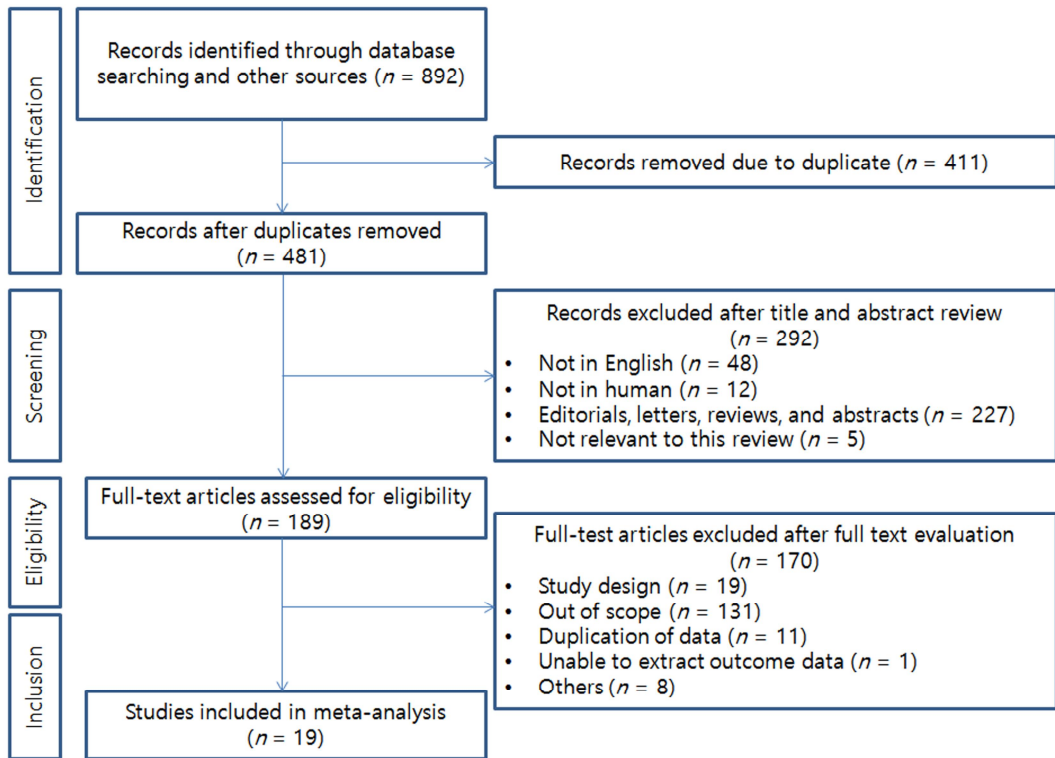 Identification
Records identified through database
searching and other sources (n = 892)
Records removed due to duplicate (n = 411)
Records after duplicates removed
(n = 481)
Screening
Records excluded after title and abstract review
(n = 292)
• Not in English (n = 48)
• Not in human (n = 12)
• Editorials, letters, reviews, and abstracts (n = 227)
• Not relevant to this review (n = 5)
Eligibility
Full-text articles assessed for eligibility
(n = 189)
Full-test articles excluded after full text evaluation
(n = 170)
• Study design (n = 19)
• Out of scope (n = 131)
• Duplication of data (n = 11)
• Unable to extract outcome data (n = 1)
• Others (n = 8)
Inclusion
Studies included in meta-analysis
(n = 19)